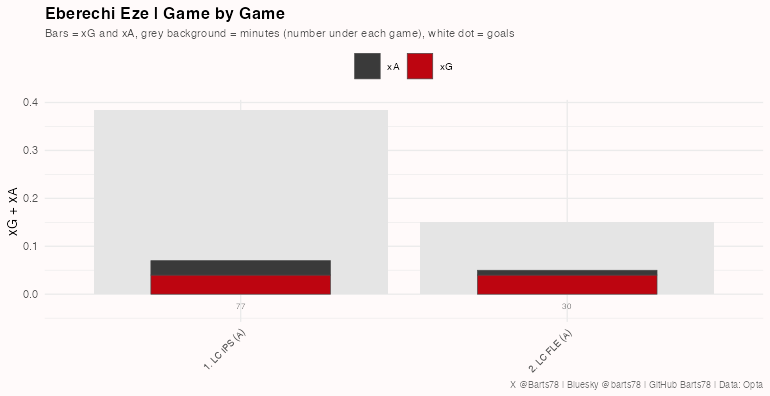 Eberechi Eze | Game by Game
Bars = xG and xA, grey background = minutes (number under each game), white dot = goals
xA
xG
xG + xA
0.4
0.3
0.2
0.1
0.0
77
30
1. LC IPS (A)
2. LC FLE (A)
X @Barts78 | Bluesky @barts78 | GitHub Barts78 | Data: Opta